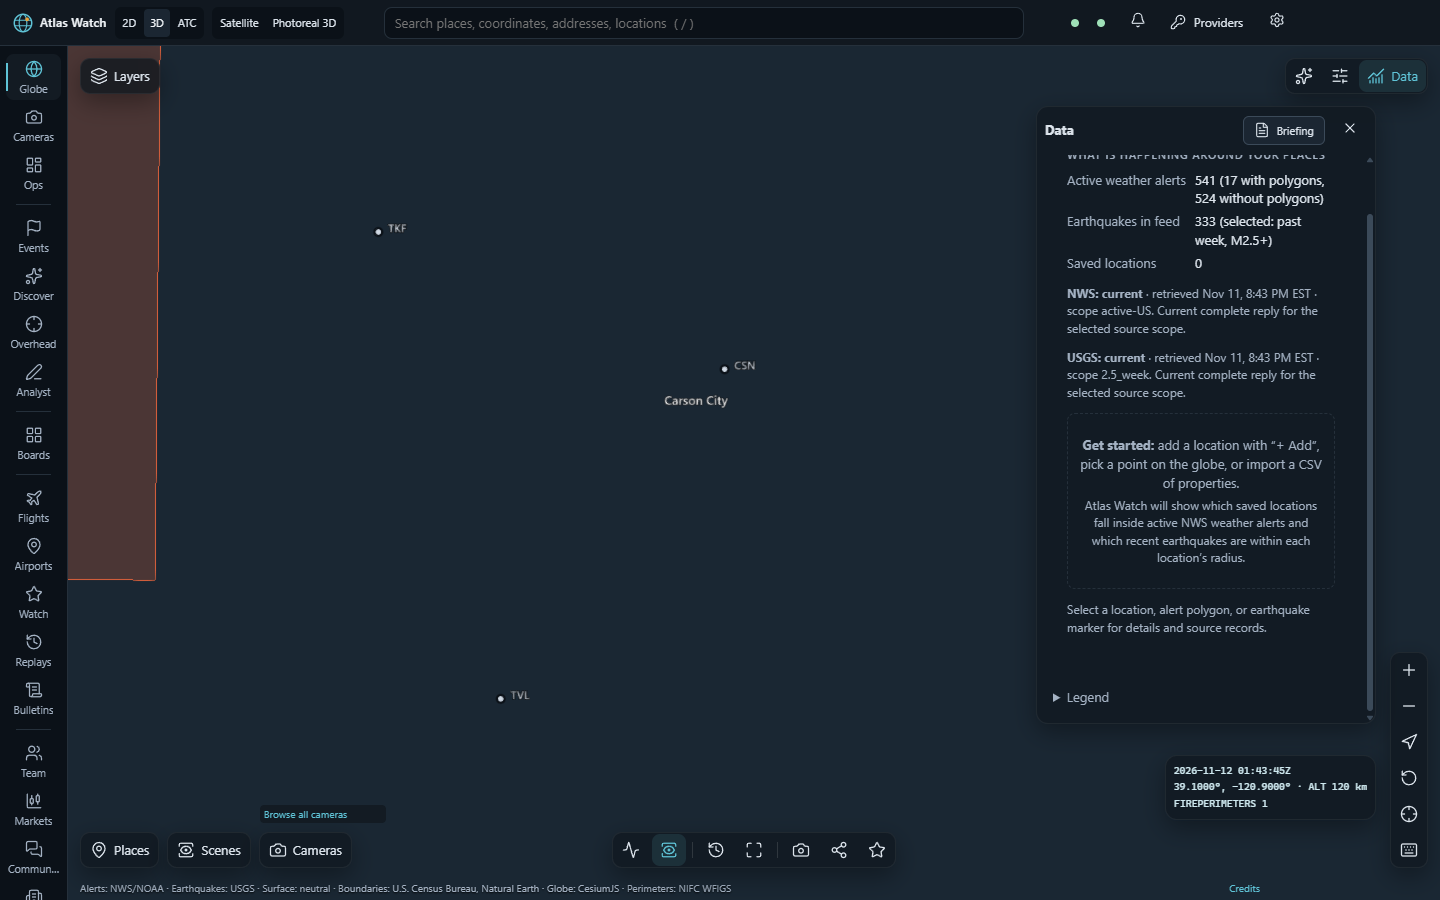 Atlas Watch
2D
3D
ATC
Satellite
Photoreal 3D
Search places, coordinates, addresses, locations ( / )
Providers
Globe
Cameras
Ops
Events
Discover
Overhead
Analyst
Boards
Flights
Airports
Watch
Replays
Bulletins
Team
Markets
Commun...
Layers
TKF
CSN
Carson City
TVL
Data
Data
Briefing
WHAT IS HAPPENING AROUND YOUR PLACES
Active weather alerts 541 (17 with polygons,
524 without polygons)
Earthquakes in feed 333 (selected: past
week, M2.5+)
Saved locations 0
NWS: current · retrieved Nov 11, 8:43 PM EST ·
scope active-US. Current complete reply for the
selected source scope.
USGS: current · retrieved Nov 11, 8:43 PM EST ·
scope 2.5_week. Current complete reply for the
selected source scope.
Get started: add a location with “+ Add”,
pick a point on the globe, or import a CSV
of properties.
Atlas Watch will show which saved locations
fall inside active NWS weather alerts and
which recent earthquakes are within each
location’s radius.
Select a location, alert polygon, or earthquake
marker for details and source records.
Legend
2026-11-12 01:43:45Z
39.1000°, -120.9000° · ALT 120 km
FIREPERIMETERS 1
Browse all cameras
Places
Scenes
Cameras
Alerts: NWS/NOAA · Earthquakes: USGS · Surface: neutral · Boundaries: U.S. Census Bureau, Natural Earth · Globe: CesiumJS · Perimeters: NIFC WFIGS
Credits